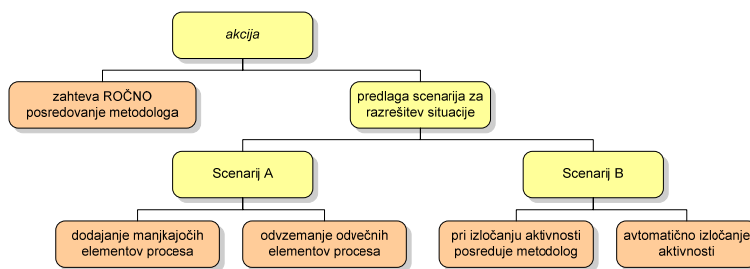 akcija
zahteva ROČNO
posredovanje metodologa
predlaga scenarija za
razrešitev situacije
Scenarij A
Scenarij B
dodajanje manjkajočih
elementov procesa
odvzemanje odvečnih
elementov procesa
pri izločanju aktivnosti
posreduje metodolog
avtomatično izločanje
aktivnosti